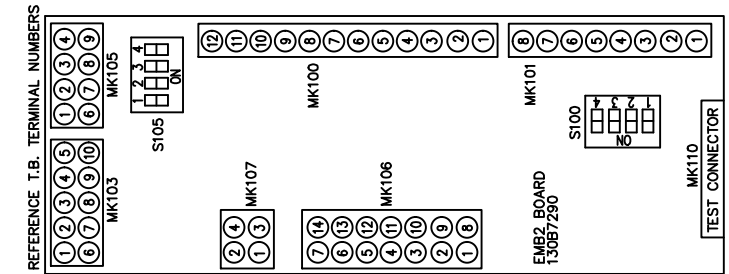 REFERENCE T.B. TERMINAL NUMBERS
1 2 3 4 5
6 7 8 9 10
MK103
1 2 3 4
6 7 8 9
MK105
1 2 3 4
ON
S105
12 11 10 9 8 7 6 5 4 3 2 1
MK100
8 7 6 5 4 3 2 1
MK101
S100
4 3 2 1
ON
2 4
1 3
MK107
14 13 12 11 10 9 8
7 6 5 4 3 2 1
MK106
EMB2 BOARD
130B7290
MK110
TEST CONNECTOR